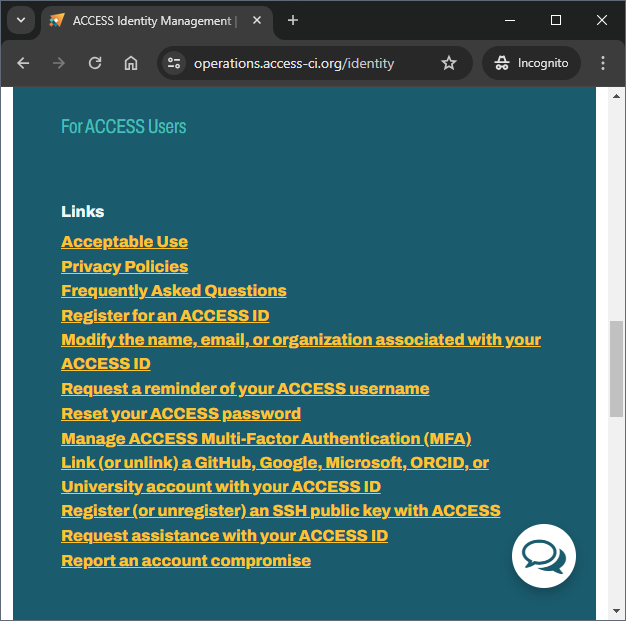 ACCESS Identity Management |
operations.access-ci.org/identity
Incognito
For ACCESS Users
Links
Acceptable Use
Privacy Policies
Frequently Asked Questions
Register for an ACCESS ID
Modify the name, email, or organization associated with your
ACCESS ID
Request a reminder of your ACCESS username
Reset your ACCESS password
Manage ACCESS Multi-Factor Authentication (MFA)
Link (or unlink) a GitHub, Google, Microsoft, ORCID, or
University account with your ACCESS ID
Register (or unregister) an SSH public key with ACCESS
Request assistance with your ACCESS ID
Report an account compromise